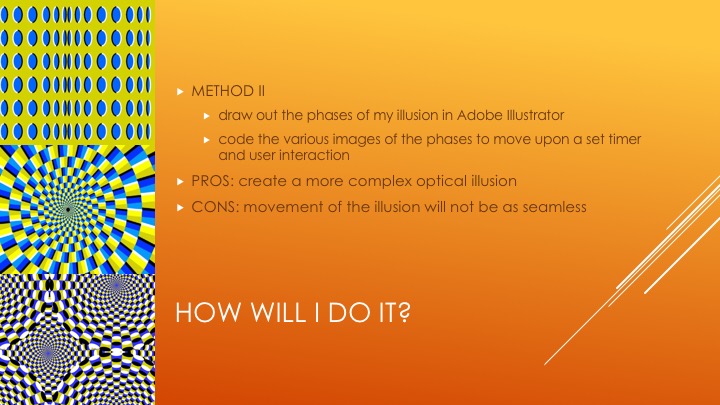 METHOD II
draw out the phases of my illusion in Adobe Illustrator
code the various images of the phases to move upon a set timer
and user interaction
PROS: create a more complex optical illusion
CONS: movement of the illusion will not be as seamless
HOW WILL I DO IT?